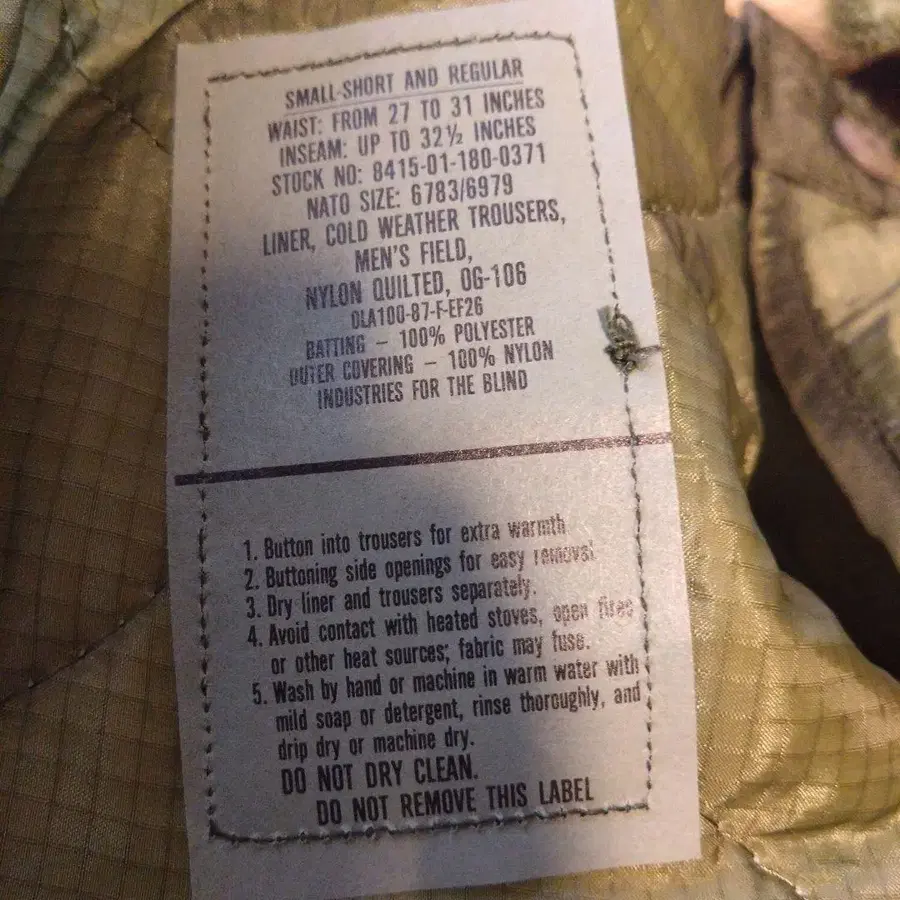 SMALL-SHORT AND REGULAR
WAIST: FROM 27 TO 31 INCHES
INSEAM: UP TO 32½ INCHES
STOCK NO: 8415-01-180-0371
NATO SIZE: 6783/6979
LINER, COLD WEATHER TROUSERS,
MEN'S FIELD,
NYLON QUILTED, OG-106
DLA100-87-F-EF26
BATTING – 100% POLYESTER
OUTER COVERING – 100% NYLON
INDUSTRIES FOR THE BLIND
1. Button into trousers for extra warmth
2. Buttoning side openings for easy removal
3. Dry liner and trousers separately.
4. Avoid contact with heated stoves, open fires
or other heat sources; fabric may fuse.
5. Wash by hand or machine in warm water with
mild soap or detergent, rinse thoroughly, and
drip dry or machine dry.
DO NOT DRY CLEAN.
DO NOT REMOVE THIS LABEL